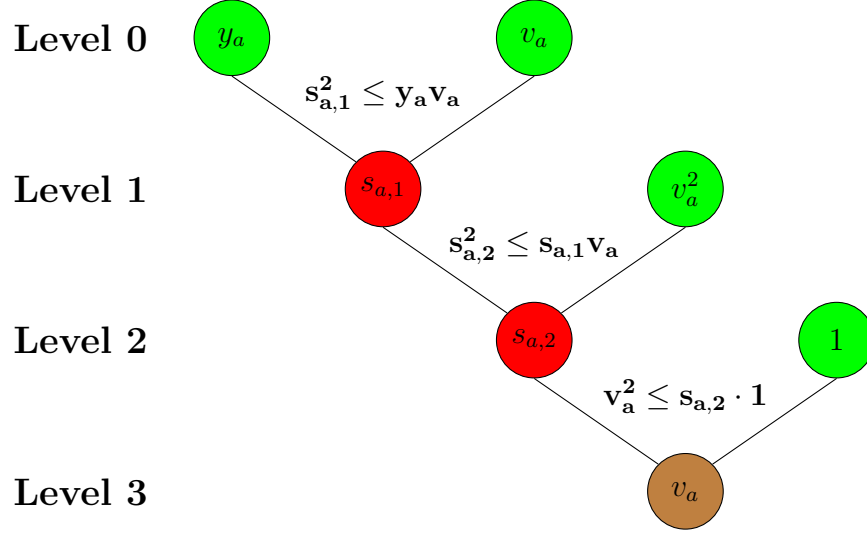 Level 0 y_a v_a
s_{a,1}^2 ≤ y_a v_a
Level 1 s_{a,1} v_a^2
s_{a,2}^2 ≤ s_{a,1} v_a
Level 2 s_{a,2} 1
v_a^2 ≤ s_{a,2} · 1
Level 3 v_a